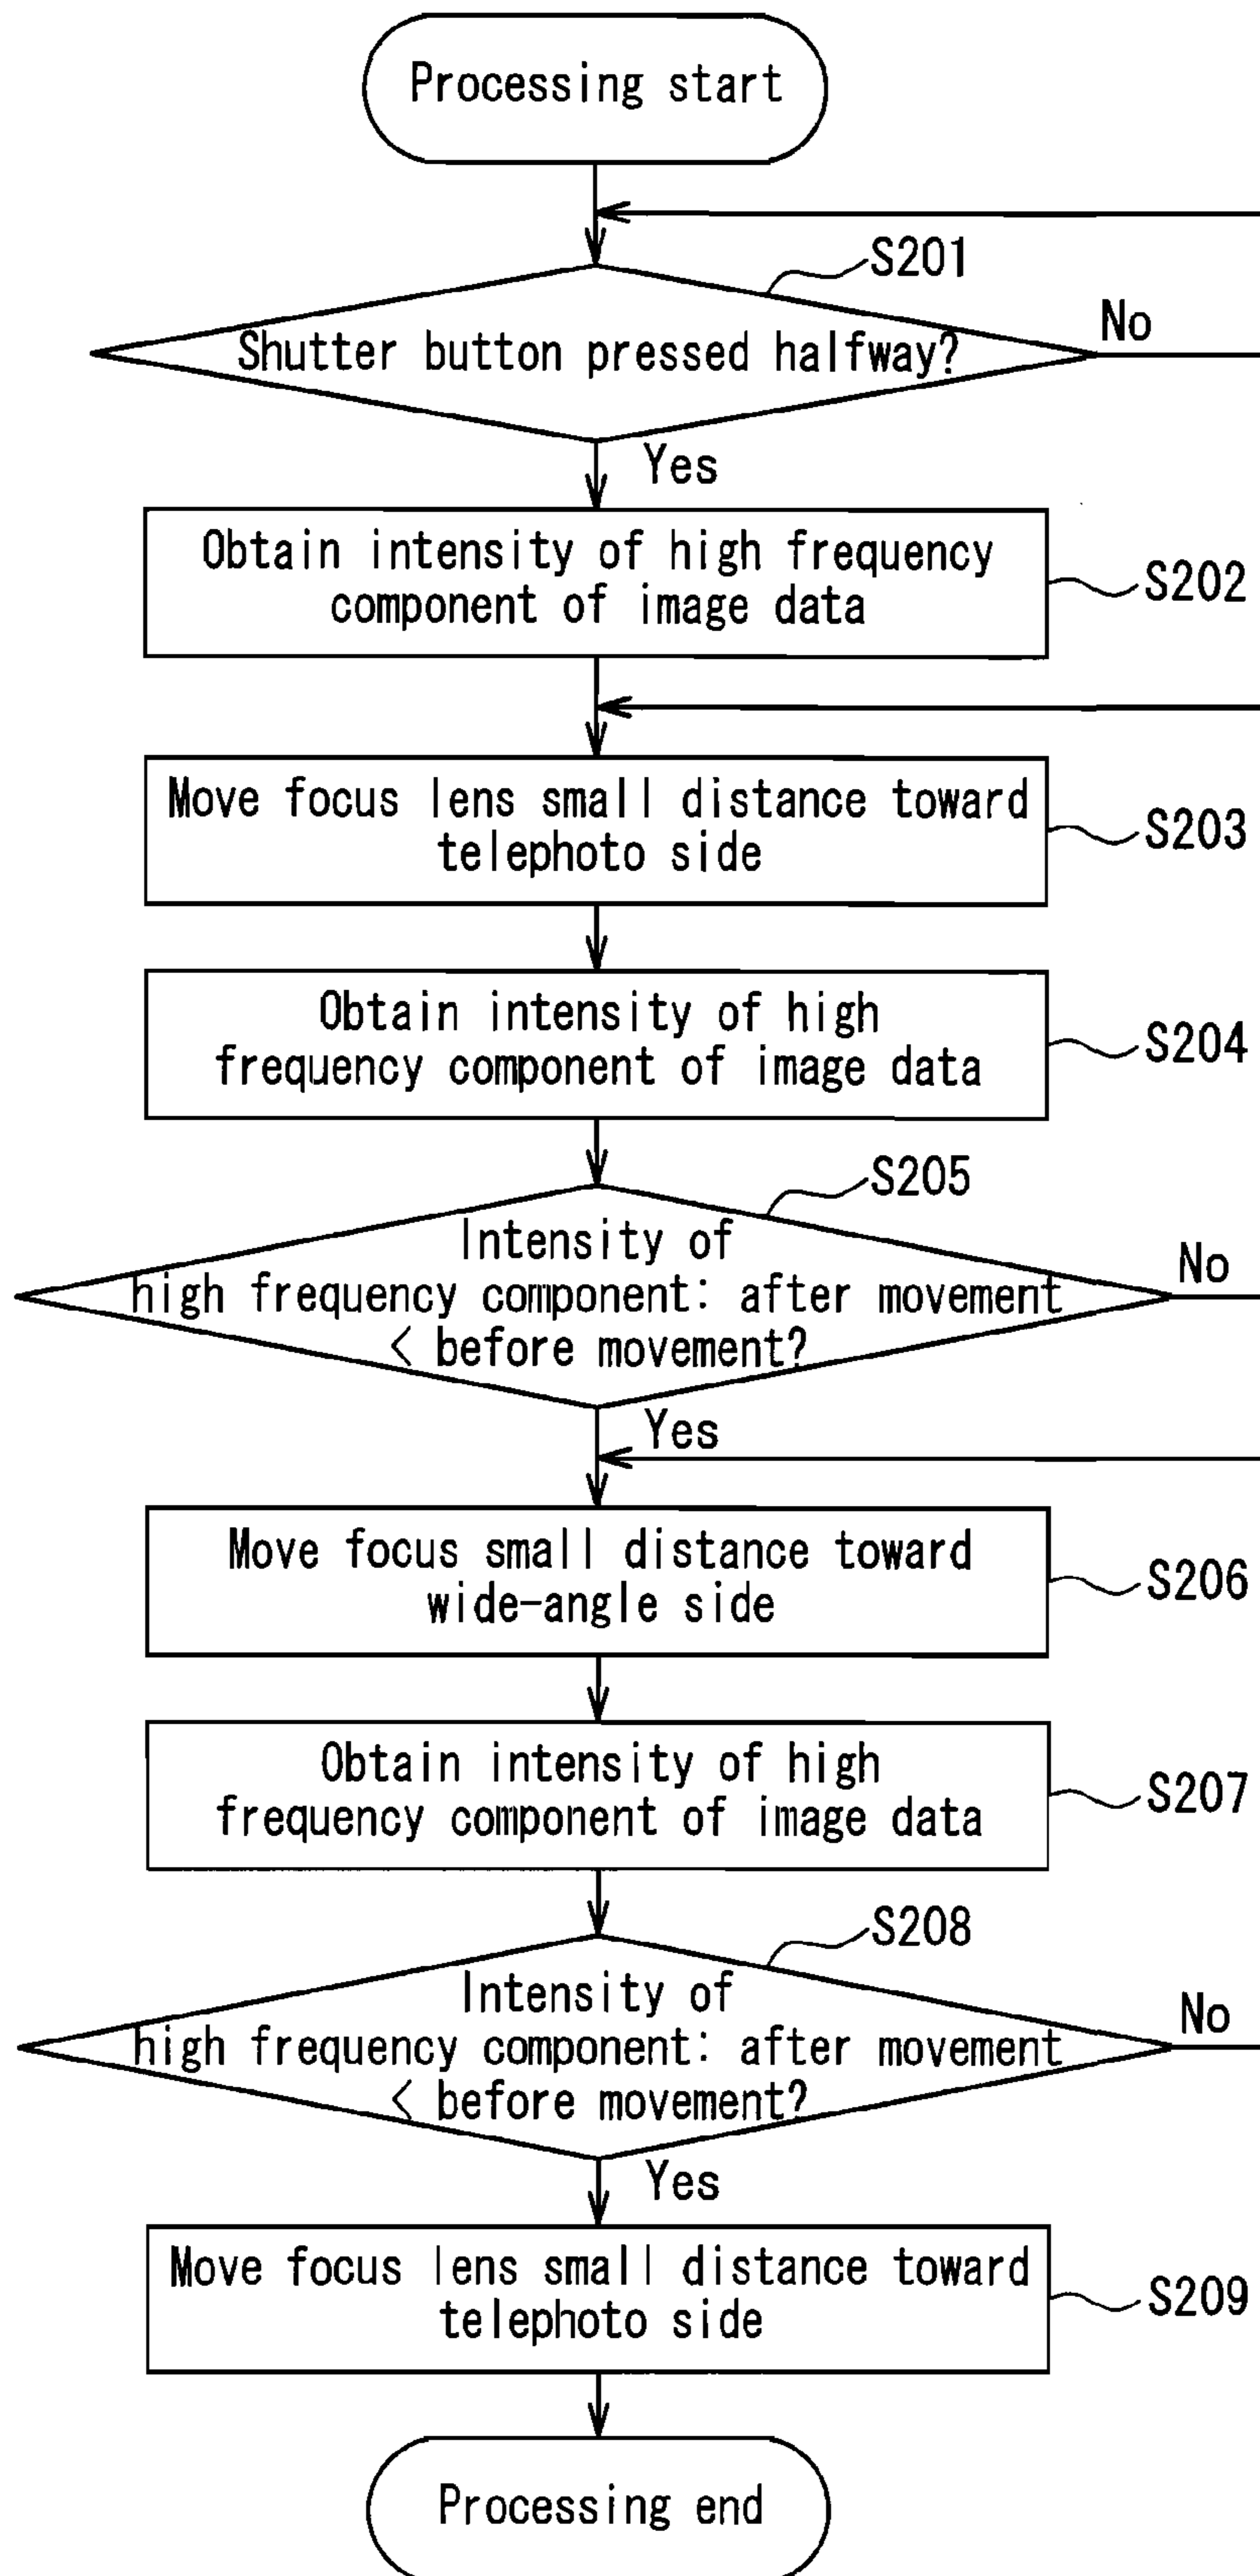 Processing start
S201
Shutter button pressed halfway?
No
Yes
Obtain intensity of high frequency
component of image data
S202
Move focus lens small distance toward
telephoto side
S203
Obtain intensity of high
frequency component of image data
S204
S205
Intensity of
high frequency component: after movement
< before movement?
No
Yes
Move focus small distance toward
wide-angle side
S206
Obtain intensity of high
frequency component of image data
S207
S208
Intensity of
high frequency component: after movement
< before movement?
No
Yes
Move focus lens small distance toward
telephoto side
S209
Processing end